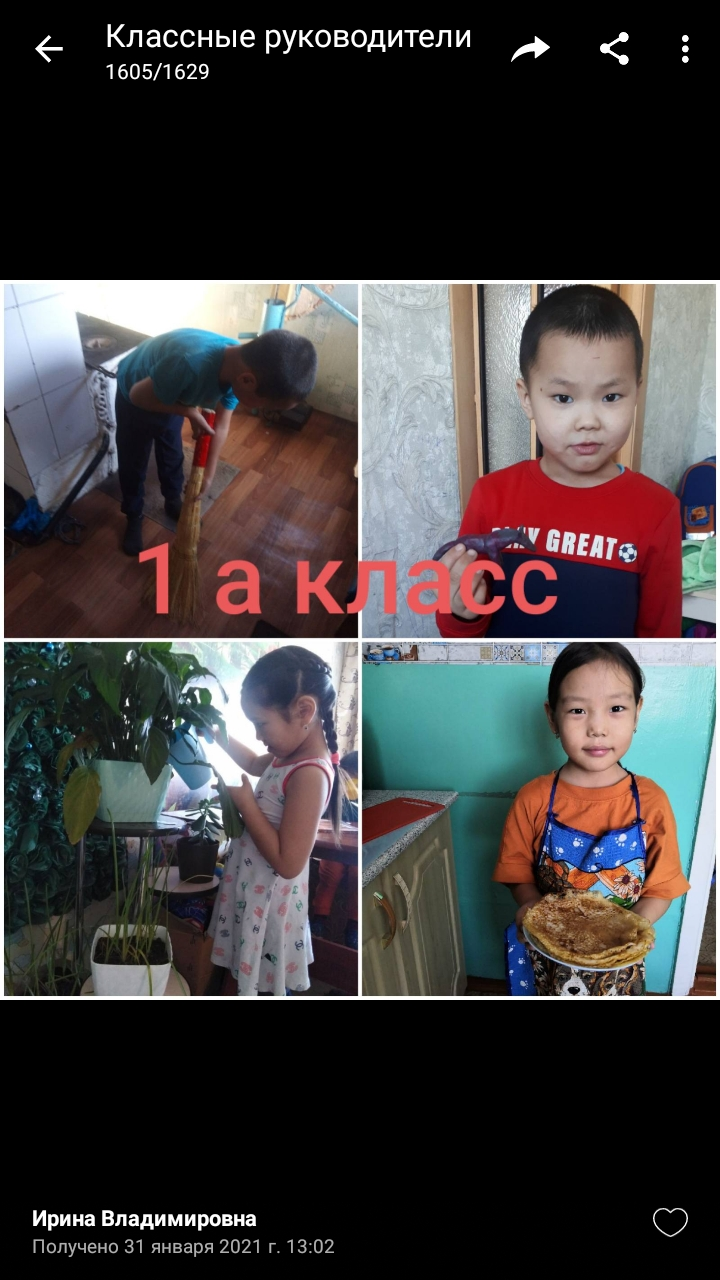 Классные руководители
1605/1629
GREAT
1 а класс
Ирина Владимировна
Получено 31 января 2021 г. 13:02